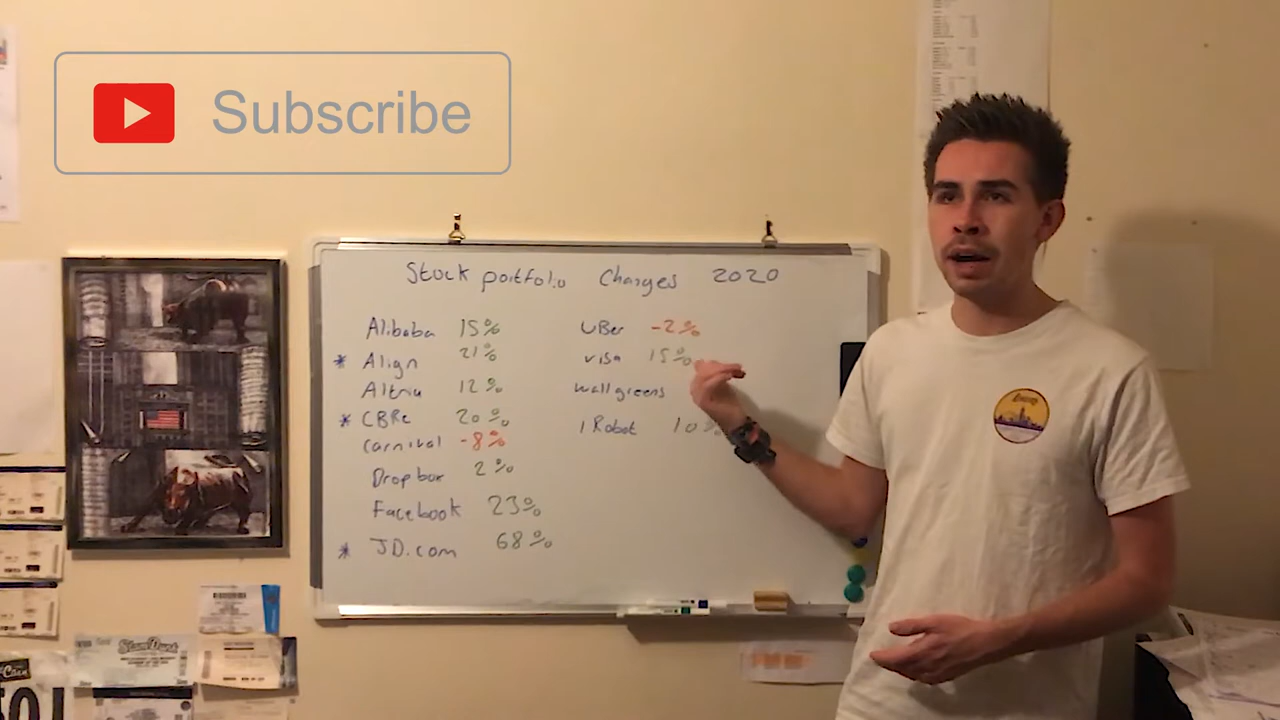 Subscribe
Stock portfolio Changes 2020
Alibaba 15%
* Align 21%
Altria 12%
* CBRE 20%
Carnival -8%
Dropbox 2%
Facebook 23%
* JD.com 68%
UBer -2%
visa 15%
wallgreens
iRobot 10%